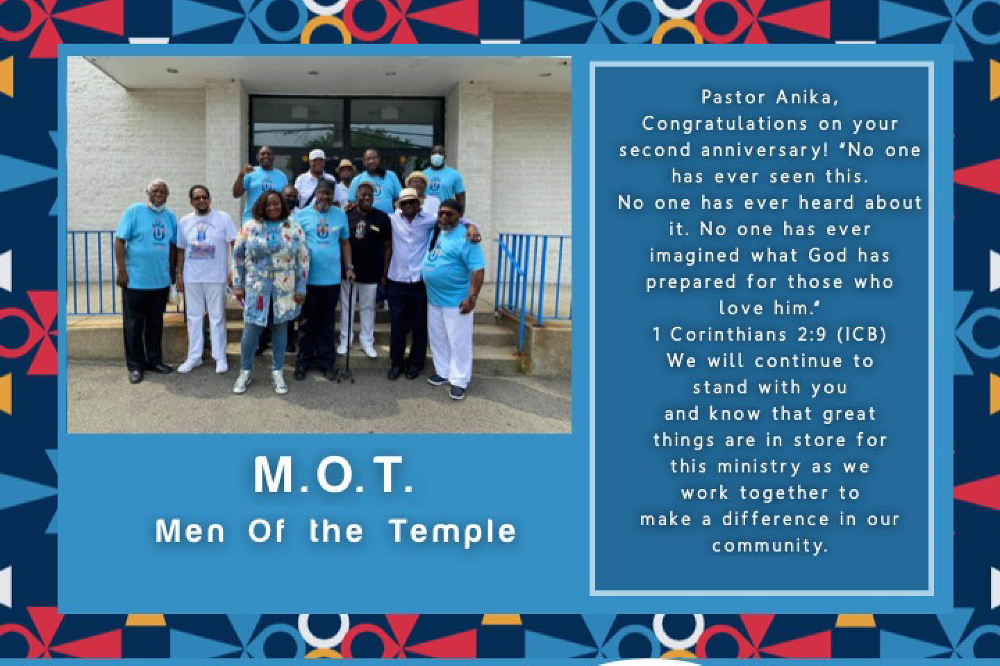 Pastor Anika,
Congratulations on your
second anniversary! "No one
has ever seen this.
No one has ever heard about
it. No one has ever
imagined what God has
prepared for those who
love him."
1 Corinthians 2:9 (ICB)
We will continue to
stand with you
and know that great
things are in store for
this ministry as we
work together to
make a difference in our
community.
M.O.T.
Men Of the Temple